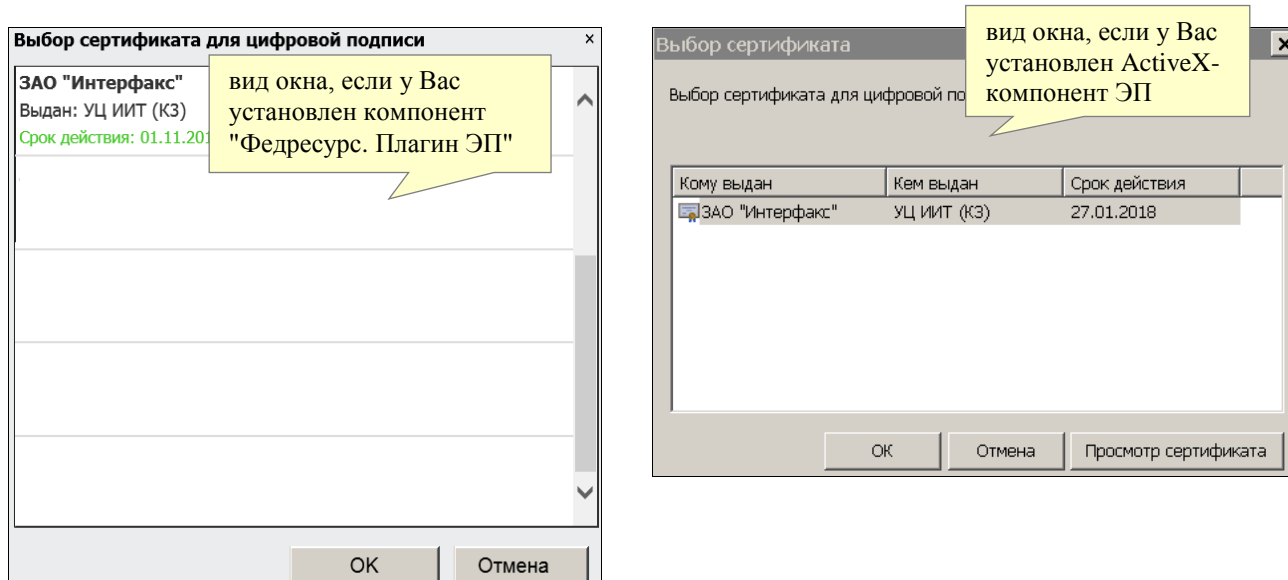 Выбор сертификата для цифровой подписи
ЗАО "Интерфакс"
Выдан: УЦ ИИТ (К3)
Срок действия: 01.11.201
вид окна, если у Вас
установлен компонент
"Федресурс. Плагин ЭП"
OK
Отмена
Выбор сертификата
вид окна, если у Вас
установлен ActiveX-
компонент ЭП
Выбор сертификата для цифровой по
Кому выдан Кем выдан Срок действия
ЗАО "Интерфакс" УЦ ИИТ (К3) 27.01.2018
ОК Отмена Просмотр сертификата